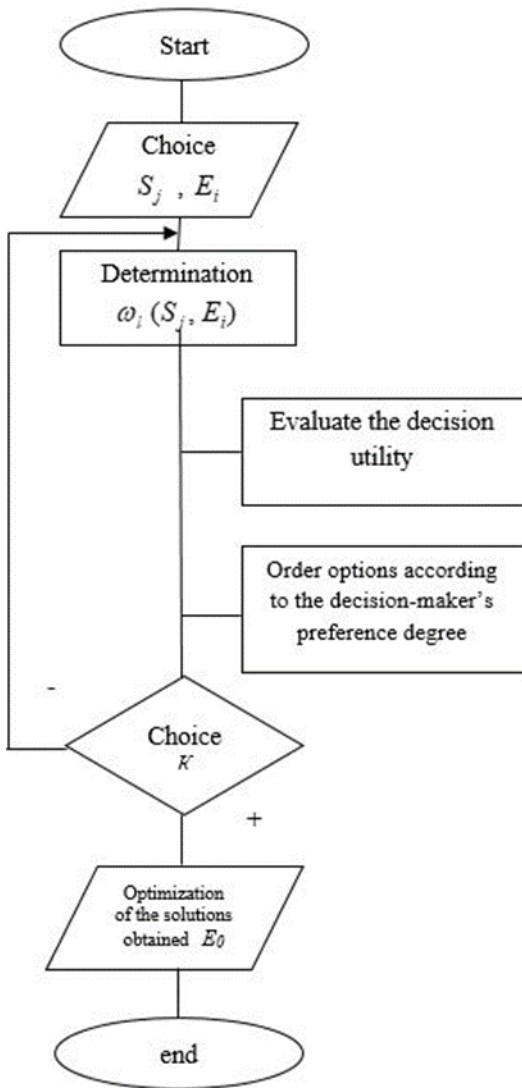 Start
Choice
S_j , E_i
Determination
ω_i (S_j, E_i)
Evaluate the decision
utility
Order options according
to the decision-maker's
preference degree
-
Choice
K
+
Optimization
of the solutions
obtained E_0
end